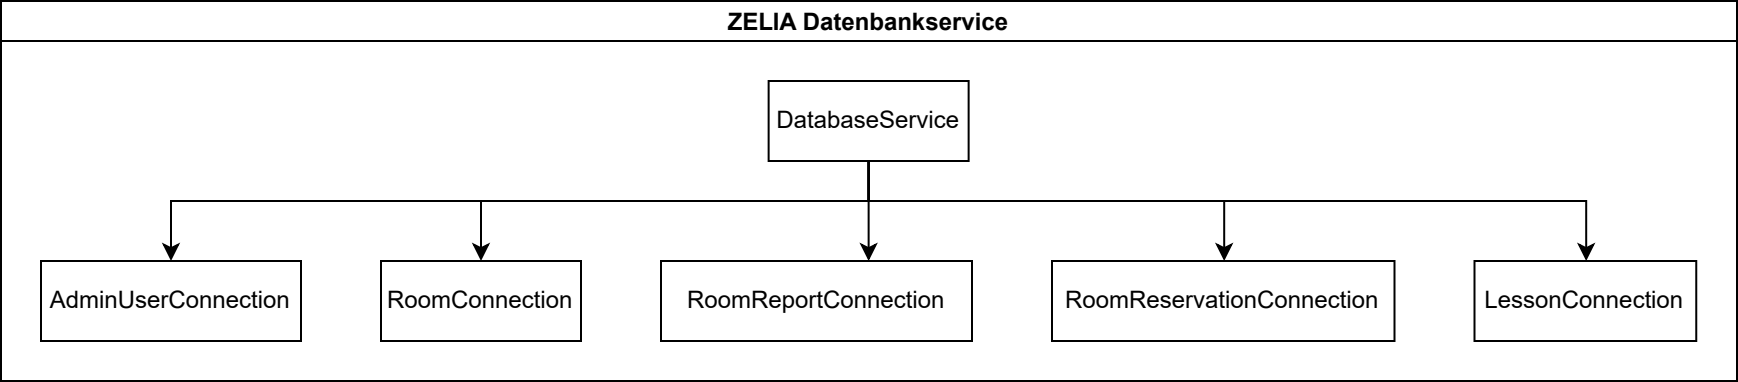 ZELIA Datenbankservice
DatabaseService
AdminUserConnection
RoomConnection
RoomReportConnection
RoomReservationConnection
LessonConnection